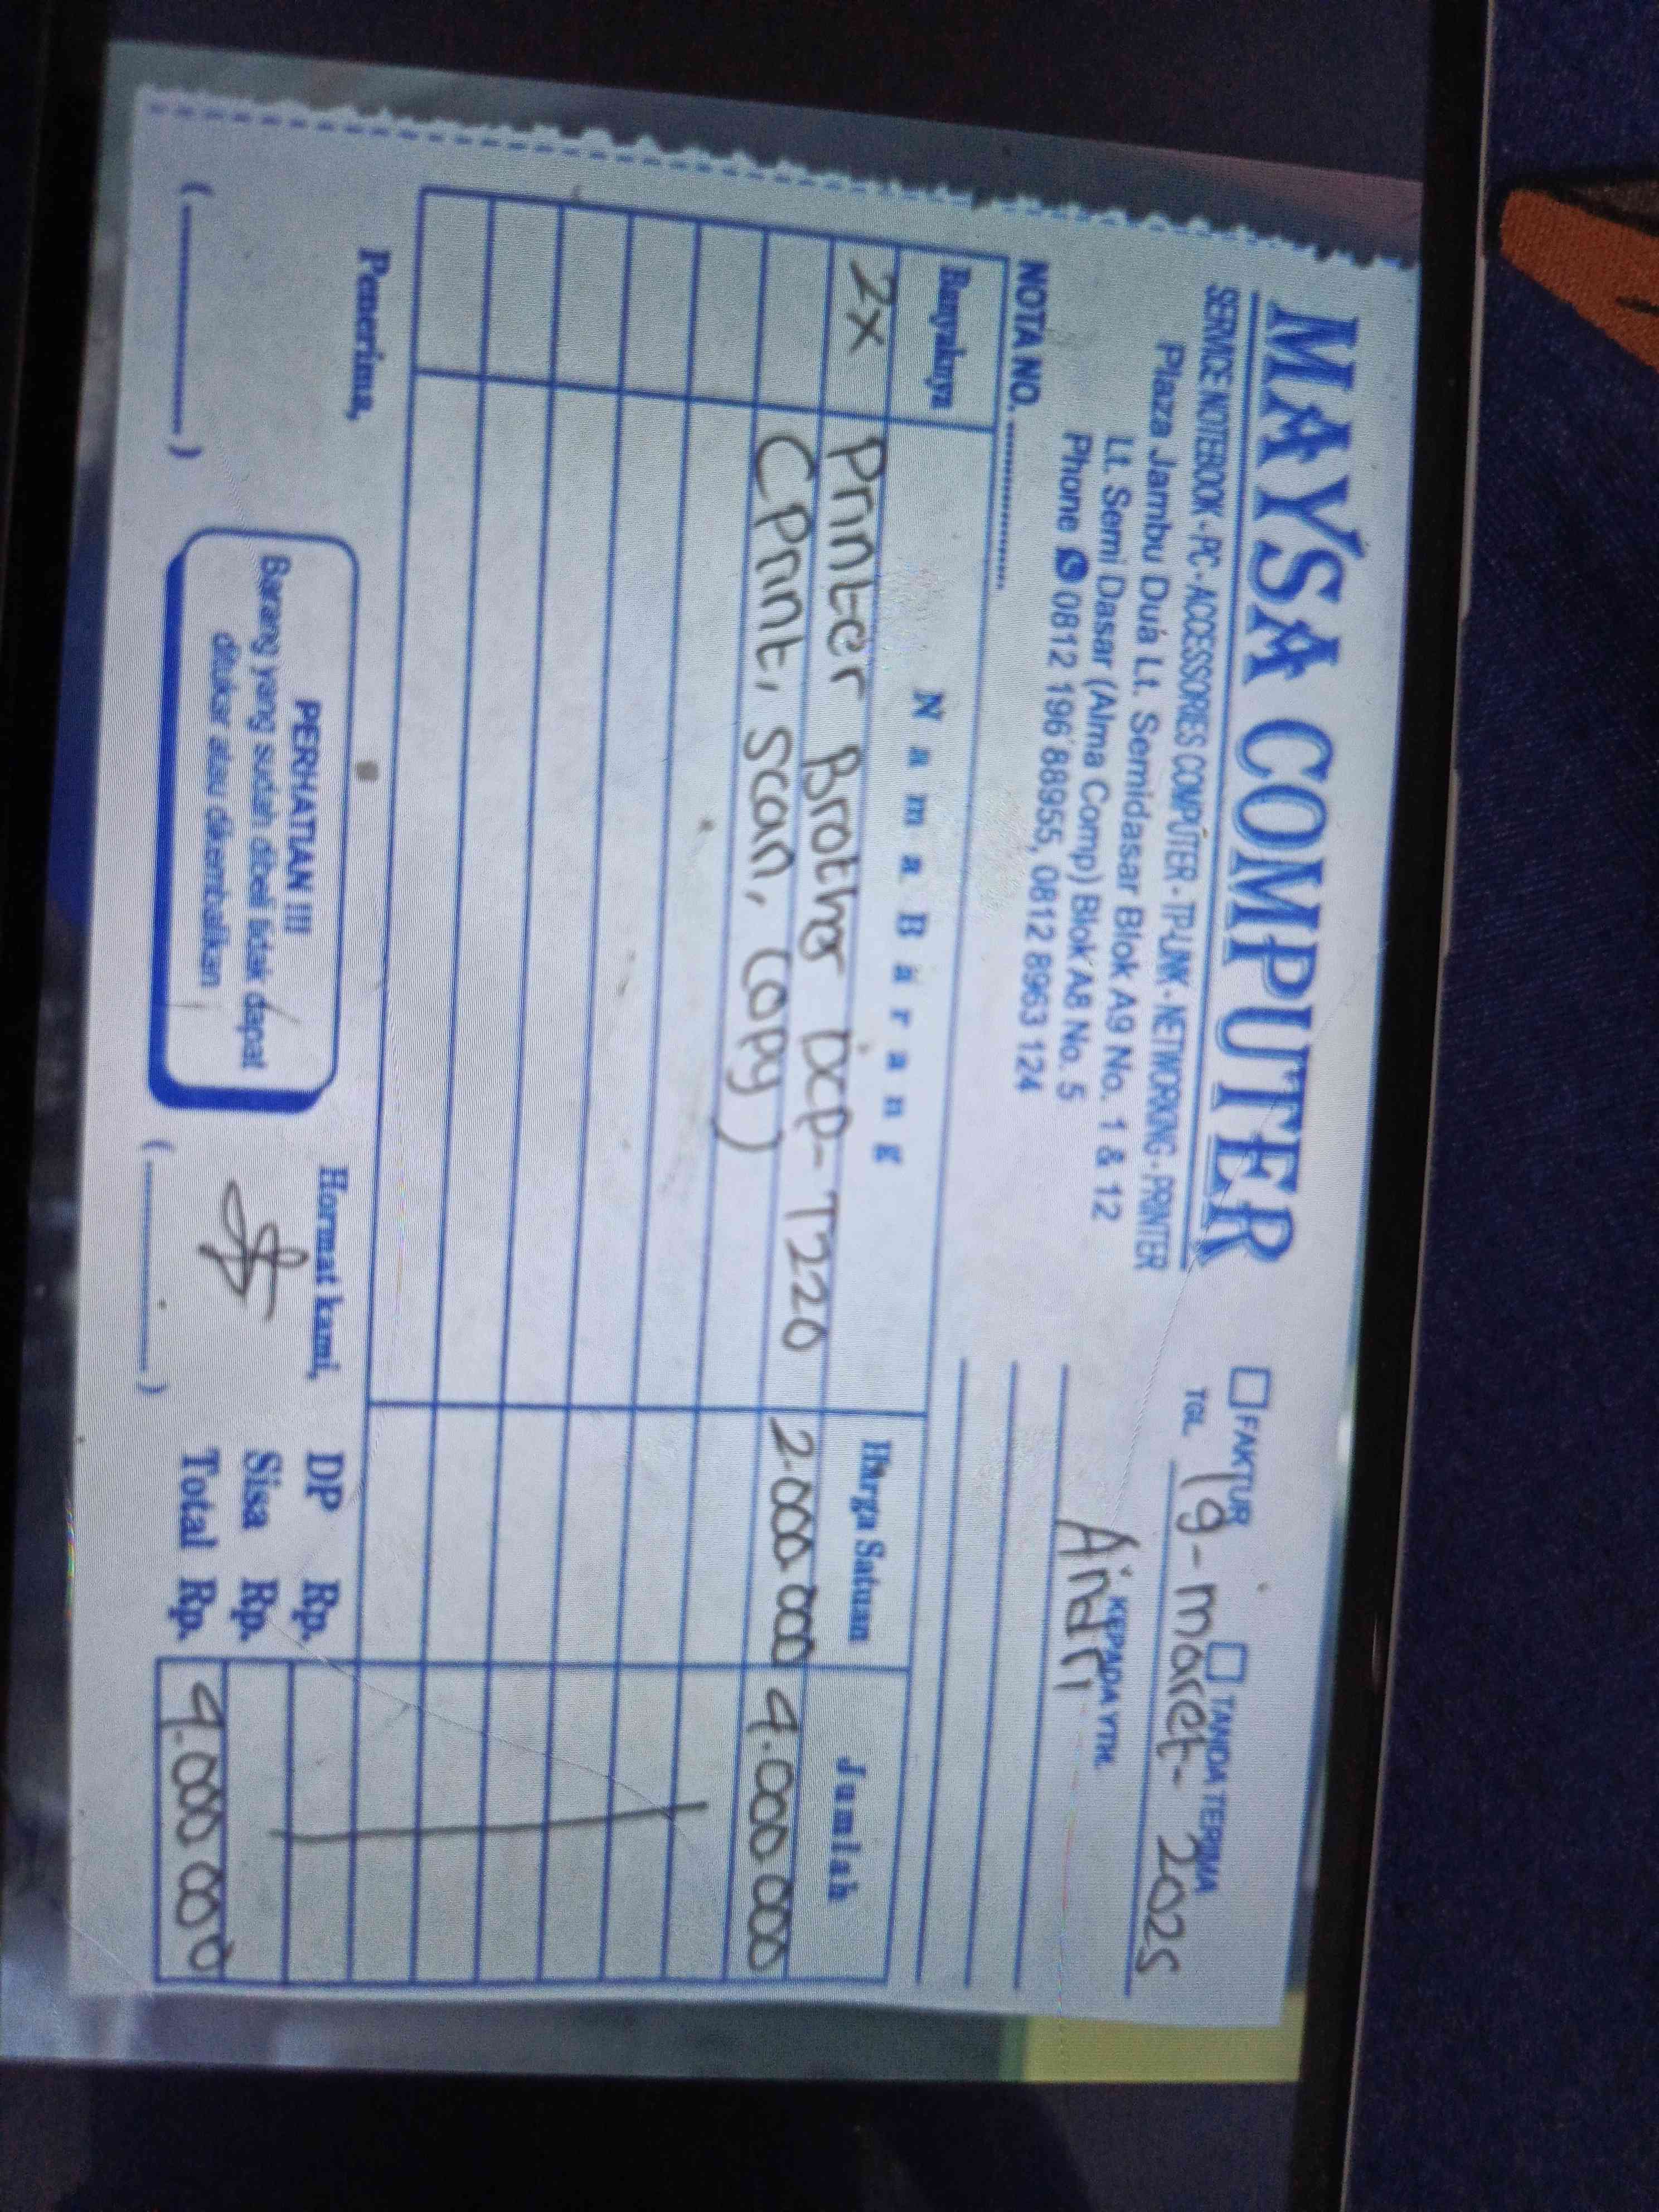 MAYSA COMPUTER
SERVICE NOTEBOOK - PC - ACCESSORIES COMPUTER - TP-LINK - NETWORKING - PRINTER
Plaza Jambu Dua Lt. Semidasar Blok A9 No. 1 & 12
Lt. Semi Dasar (Alma Comp) Blok A8 No. 5
Phone 0812 196 88955, 0812 8963 124
FAKTUR TANDA TERIMA
TGL 19 - maret - 2025
KEPADA YTH.
Andri
NOTA NO. ....................
Banyaknya Nama Barang Harga Satuan Jumlah
2x Printer Brother DCP-T220 2.000.000 4.000.000
(Print, scan, copy)
Penerima,
PERHATIAN !!!
Barang yang sudah dibeli tidak dapat
ditukar atau dikembalikan
Hormat kami,
DP Rp.
Sisa Rp.
Total Rp. 4.000.000